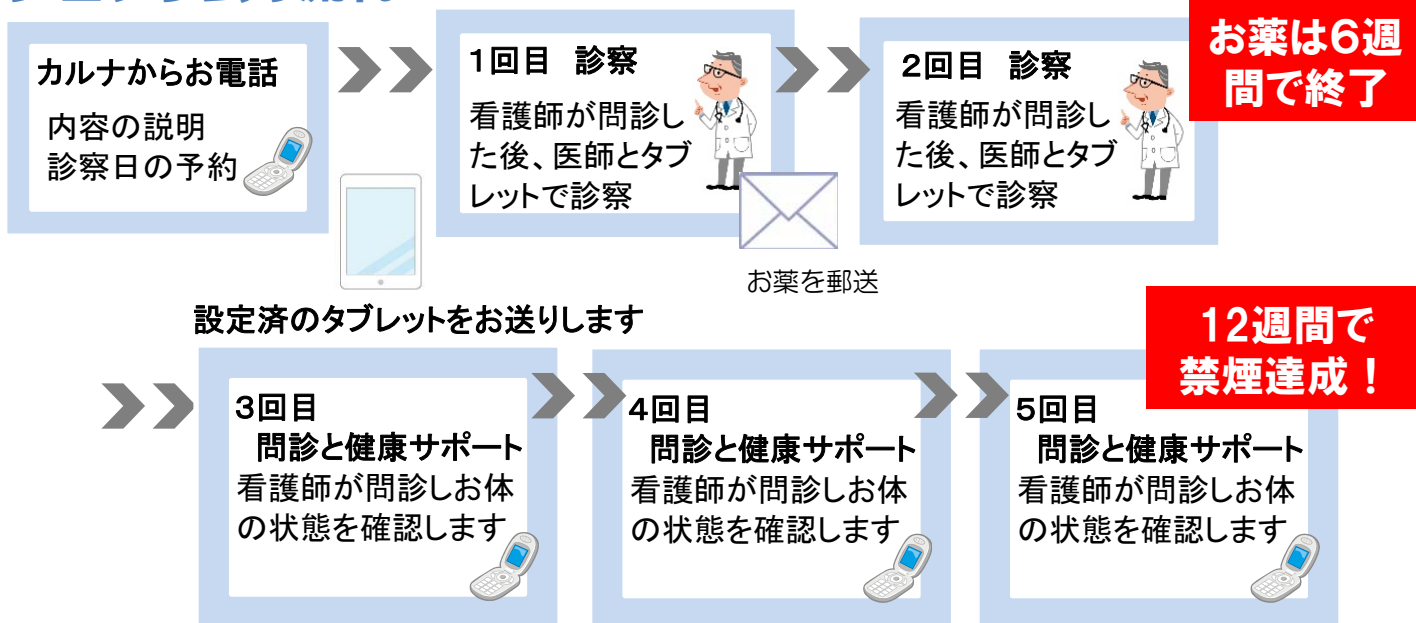 カルナからお電話
内容の説明
診察日の予約
1回目 診察
看護師が問診し
た後、医師とタブ
レットで診察
2回目 診察
看護師が問診し
た後、医師とタブ
レットで診察
お薬は6週
間で終了
お薬を郵送
設定済のタブレットをお送りします
12週間で
禁煙達成！
3回目
問診と健康サポート
看護師が問診しお体
の状態を確認します
4回目
問診と健康サポート
看護師が問診しお体
の状態を確認します
5回目
問診と健康サポート
看護師が問診しお体
の状態を確認します